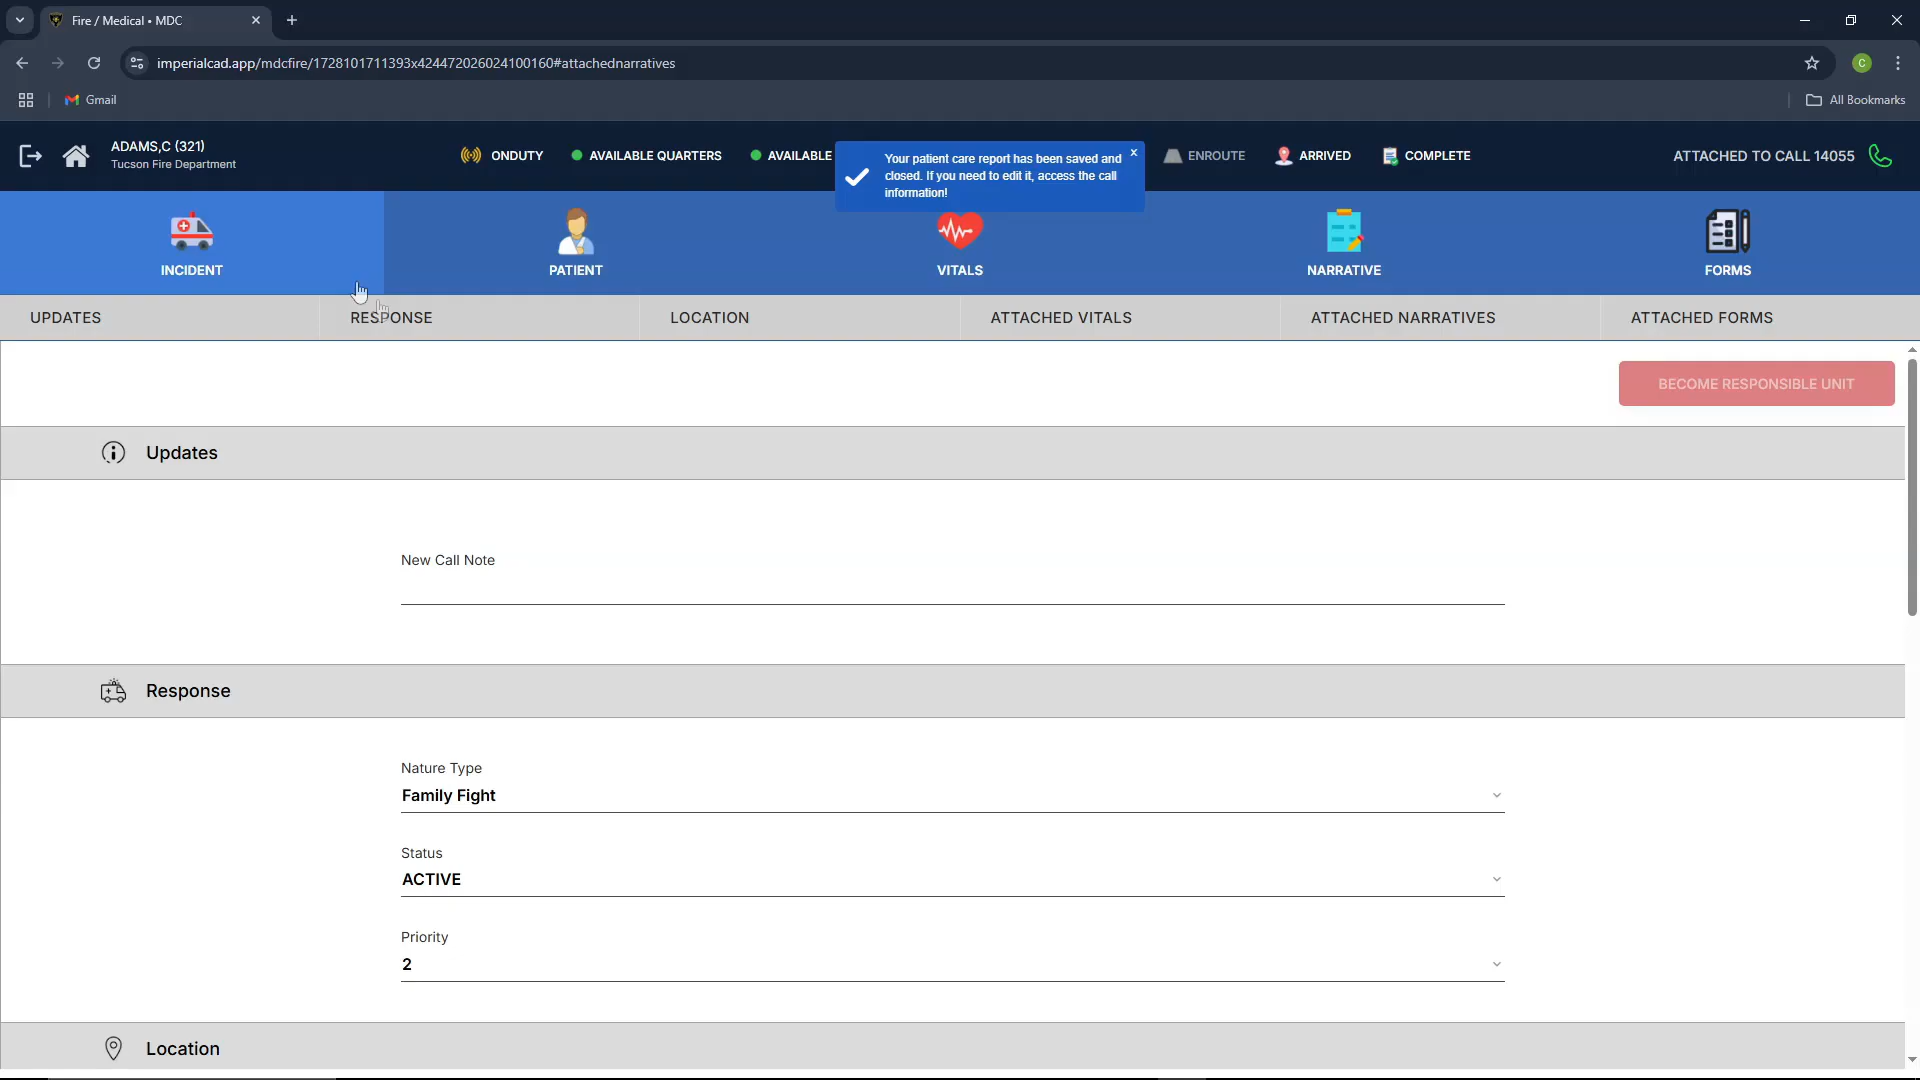 Fire / Medical • MDC
imperialcad.app/mdcfire/1728101711393x424472026024100160#attachednarratives
C
Gmail
All Bookmarks
ADAMS,C (321)
Tucson Fire Department
ONDUTY
AVAILABLE QUARTERS
AVAILABLE
Your patient care report has been saved and
closed. If you need to edit it, access the call
information!
x
ENROUTE
ARRIVED
COMPLETE
ATTACHED TO CALL 14055
INCIDENT
PATIENT
VITALS
NARRATIVE
FORMS
UPDATES
RESPONSE
LOCATION
ATTACHED VITALS
ATTACHED NARRATIVES
ATTACHED FORMS
BECOME RESPONSIBLE UNIT
Updates
New Call Note
Response
Nature Type
Family Fight
Status
ACTIVE
Priority
2
Location